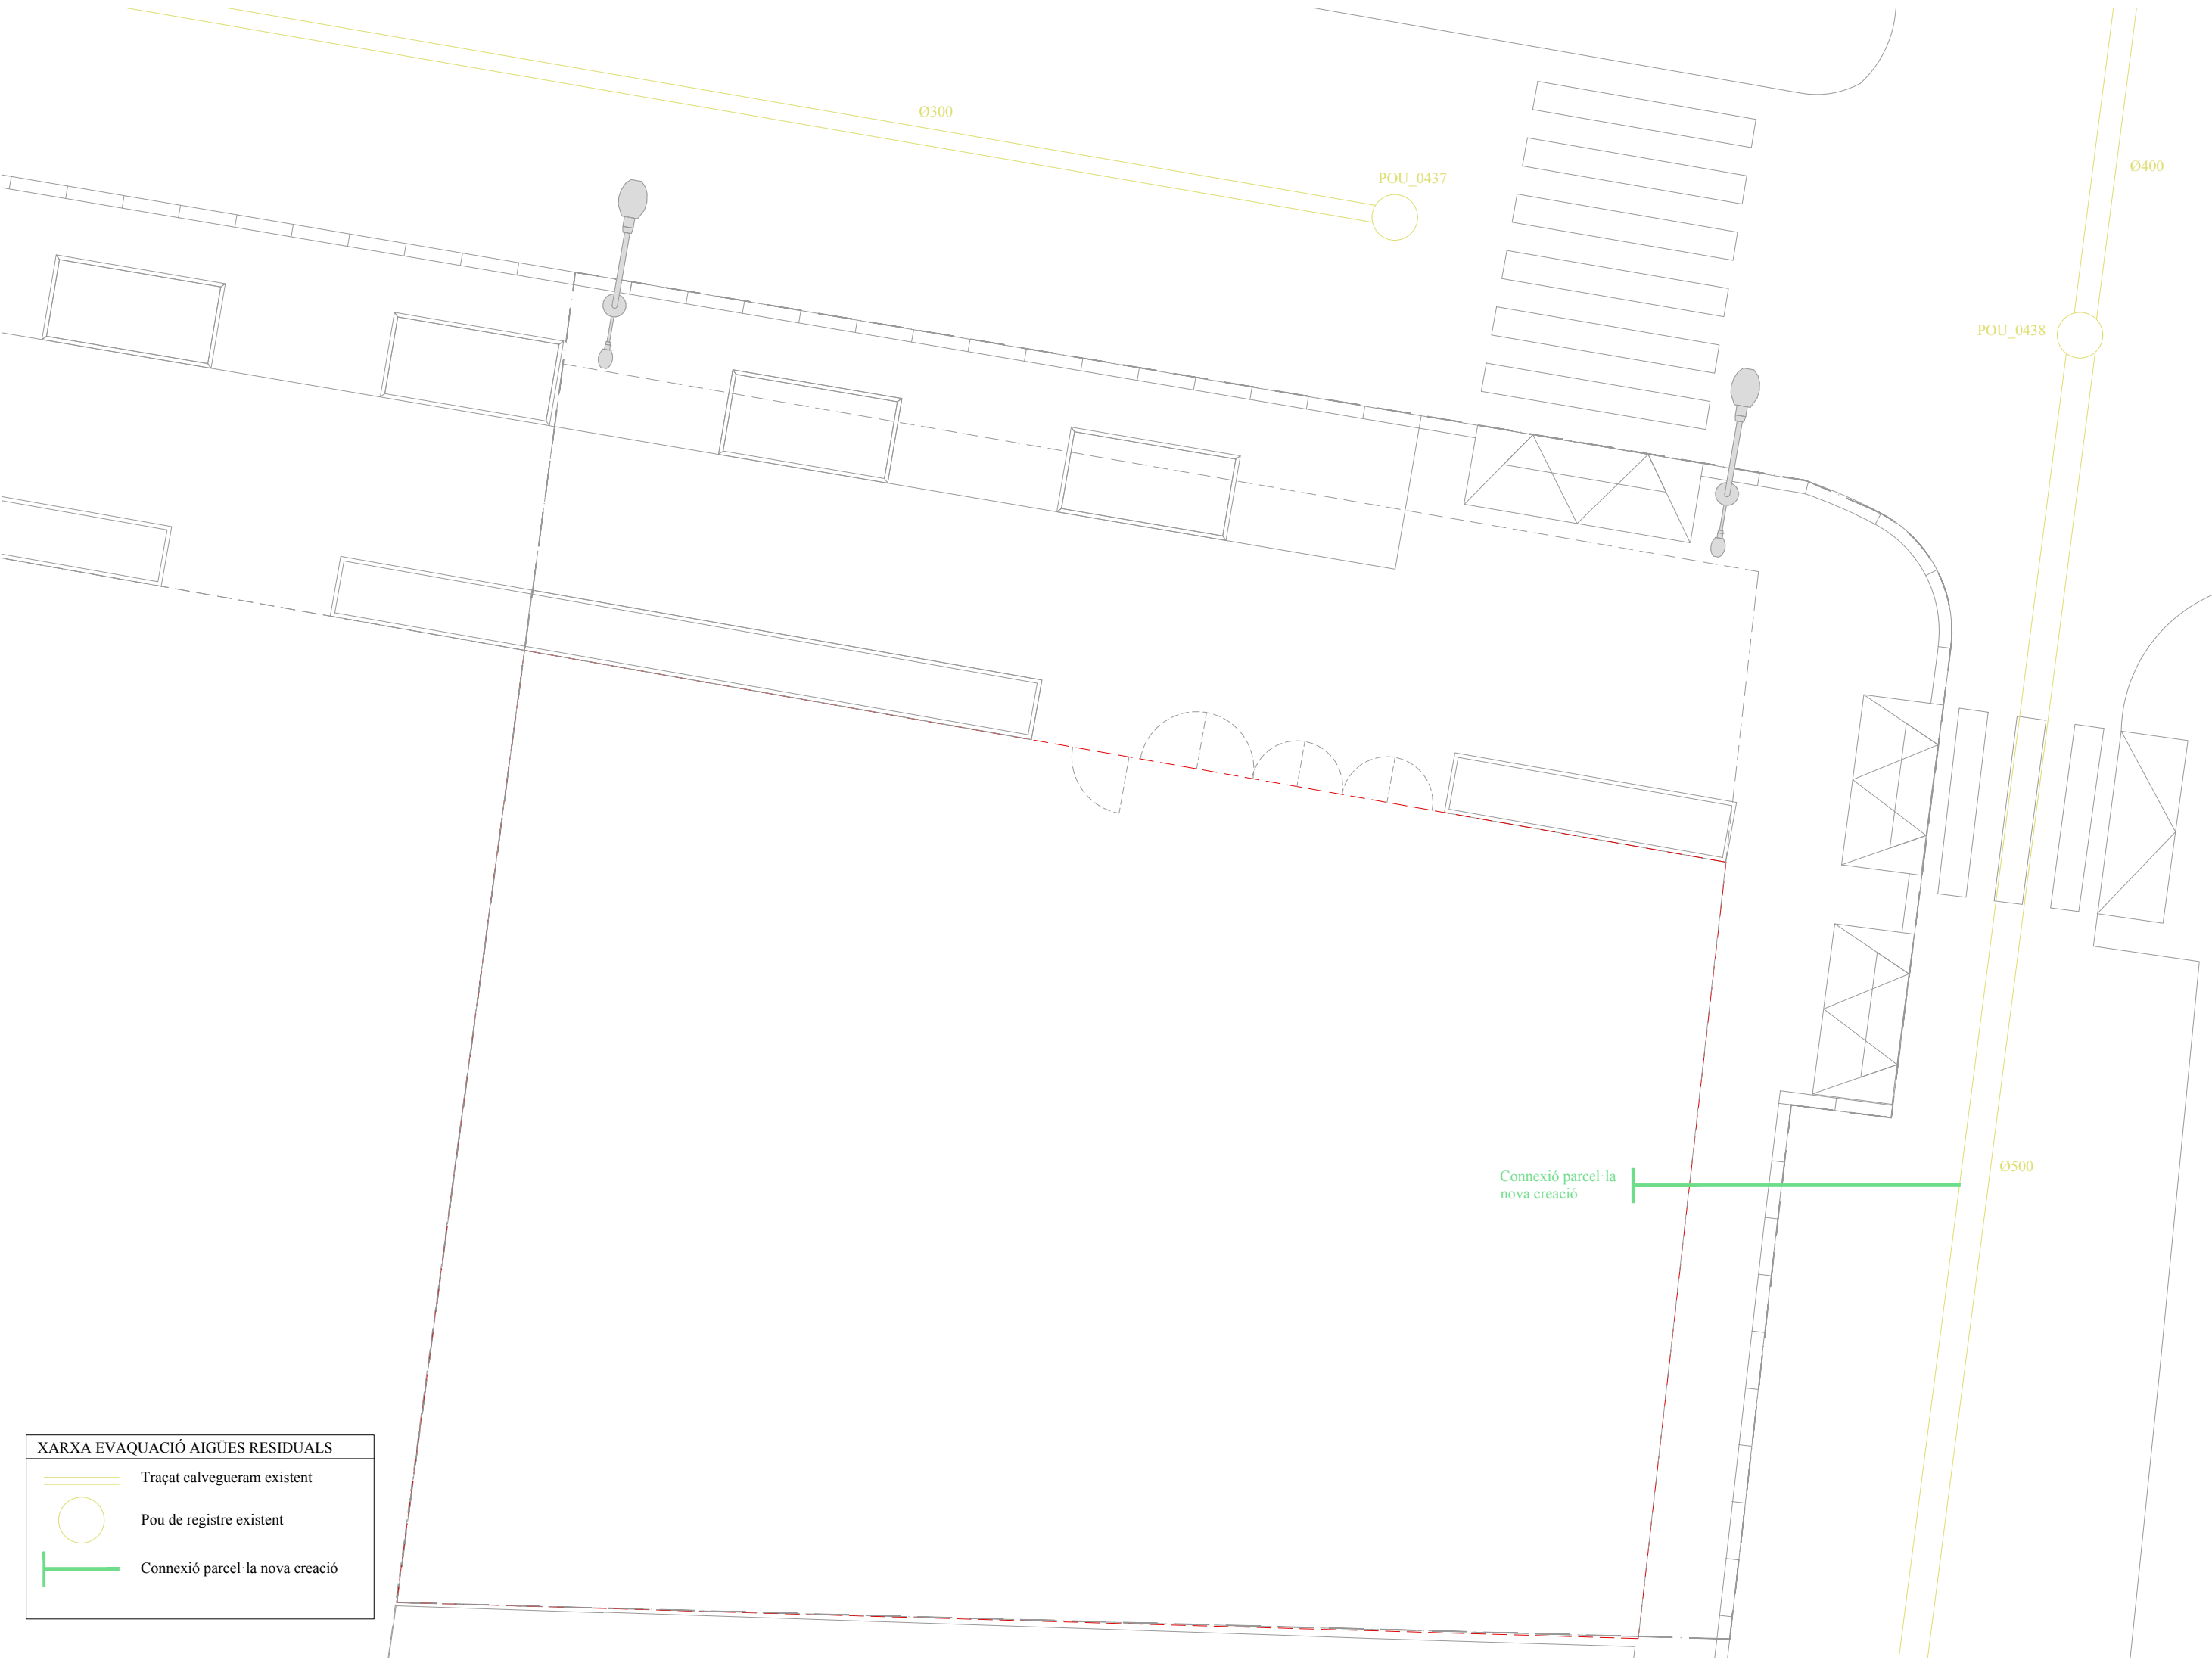 Ø300
POU_0437
Ø400
POU_0438
Connexió parcel·la
nova creació
Ø500
XARXA EVAQUACIÓ AIGÜES RESIDUALS
Traçat calvegueram existent
Pou de registre existent
Connexió parcel·la nova creació